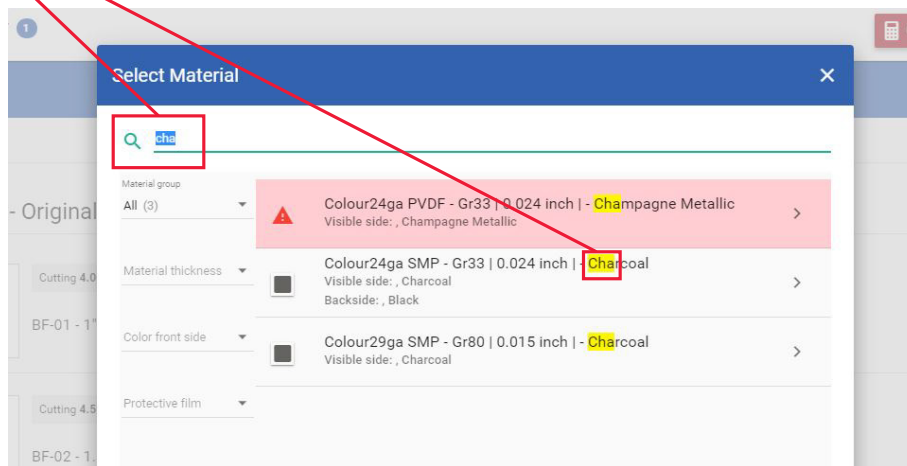 1
Select Material
cha
Material group
All (3)
Colour24ga PVDF - Gr33 | 0.024 inch | - Champagne Metallic
Visible side: , Champagne Metallic
- Original
Material thickness
Colour24ga SMP - Gr33 | 0.024 inch | - Charcoal
Visible side: , Charcoal
Backside: , Black
Cutting 4.0
BF-01 - 1"
Color front side
Colour29ga SMP - Gr80 | 0.015 inch | - Charcoal
Visible side: , Charcoal
Protective film
Cutting 4.5
BF-02 - 1.